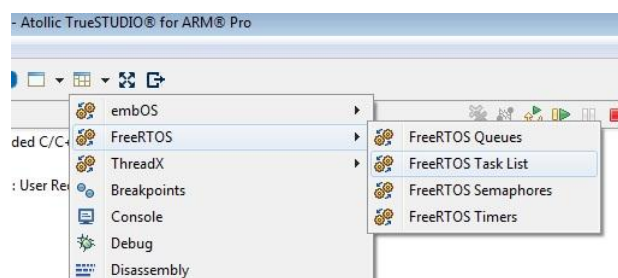 - Atollic TrueSTUDIO® for ARM® Pro
embOS
ded C/C+
FreeRTOS
FreeRTOS Queues
ThreadX
FreeRTOS Task List
: User Re
Breakpoints
FreeRTOS Semaphores
Console
FreeRTOS Timers
Debug
Disassembly